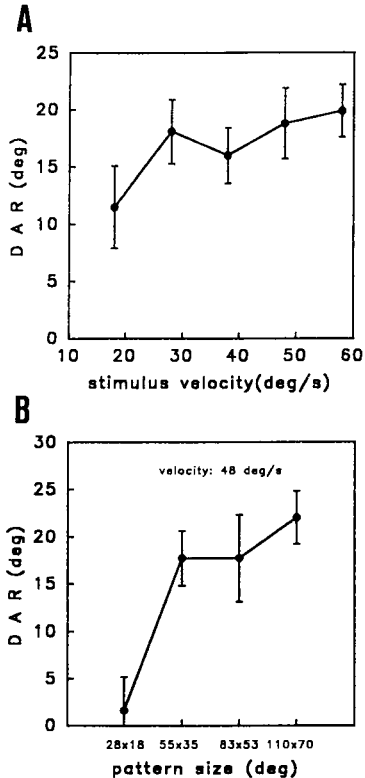 A
25
20
15
10
5
0
D A R (deg)
10 20 30 40 50 60
stimulus velocity(deg/s)
B
30
velocity: 48 deg/s
25
20
15
10
5
0
D A R (deg)
28x18 55x35 83x53 110x70
pattern size (deg)